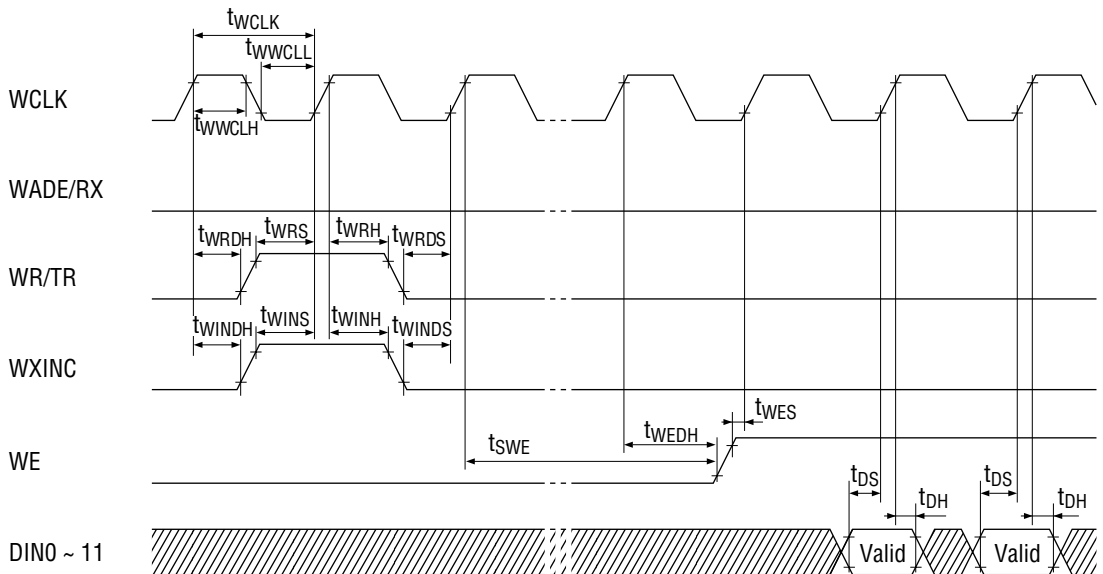 tWCLK
tWWCLL
WCLK
tWWCLH
WADE/RX
tWRDH tWRS tWRH tWRDS
WR/TR
tWINDH tWINS tWINH tWINDS
WXINC
tWES
tSWE tWEDH
WE
tDS tDH tDS tDH
DIN0 ~ 11 Valid Valid